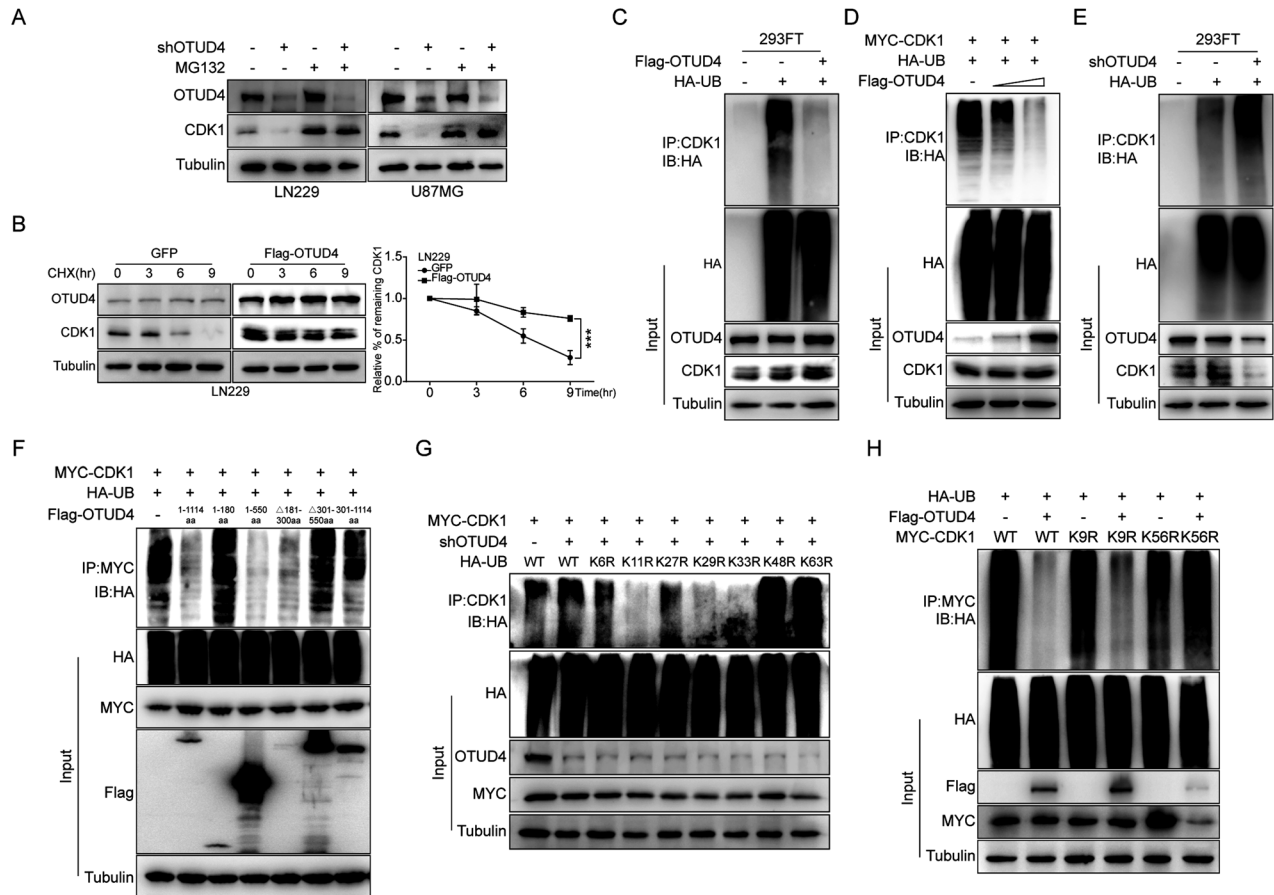 A
shOTUD4 - + - + - + - +
MG132 - - + + - - + +
OTUD4
CDK1
Tubulin
LN229 U87MG
B
GFP Flag-OTUD4
CHX(hr) 0 3 6 9 0 3 6 9
OTUD4
CDK1
Tubulin
LN229
Relative % of remaining CDK1
1.5
1.0
0.5
0.0
LN229
GFP
Flag-OTUD4
***
0 3 6 9 Time(hr)
C
293FT
Flag-OTUD4 - - +
HA-UB - + +
IP:CDK1
IB:HA
HA
OTUD4
CDK1
Tubulin
Input
D
MYC-CDK1 + + +
HA-UB + + +
Flag-OTUD4 -
IP:CDK1
IB:HA
HA
OTUD4
CDK1
Tubulin
Input
E
293FT
shOTUD4 - - +
HA-UB - + +
IP:CDK1
IB:HA
HA
OTUD4
CDK1
Tubulin
Input
F
MYC-CDK1 + + + + + + +
HA-UB + + + + + + +
Flag-OTUD4 - 1-1114 aa 1-180 aa 1-550 aa △181-300aa △301-550aa 301-1114 aa
IP:MYC
IB:HA
HA
MYC
Flag
Tubulin
Input
G
MYC-CDK1 + + + + + + + + +
shOTUD4 - + + + + + + + +
HA-UB WT WT K6R K11R K27R K29R K33R K48R K63R
IP:CDK1
IB:HA
HA
OTUD4
MYC
Tubulin
Input
H
HA-UB + + + + + +
Flag-OTUD4 - + - + - +
MYC-CDK1 WT WT K9R K9R K56R K56R
IP:MYC
IB:HA
HA
Flag
MYC
Tubulin
Input